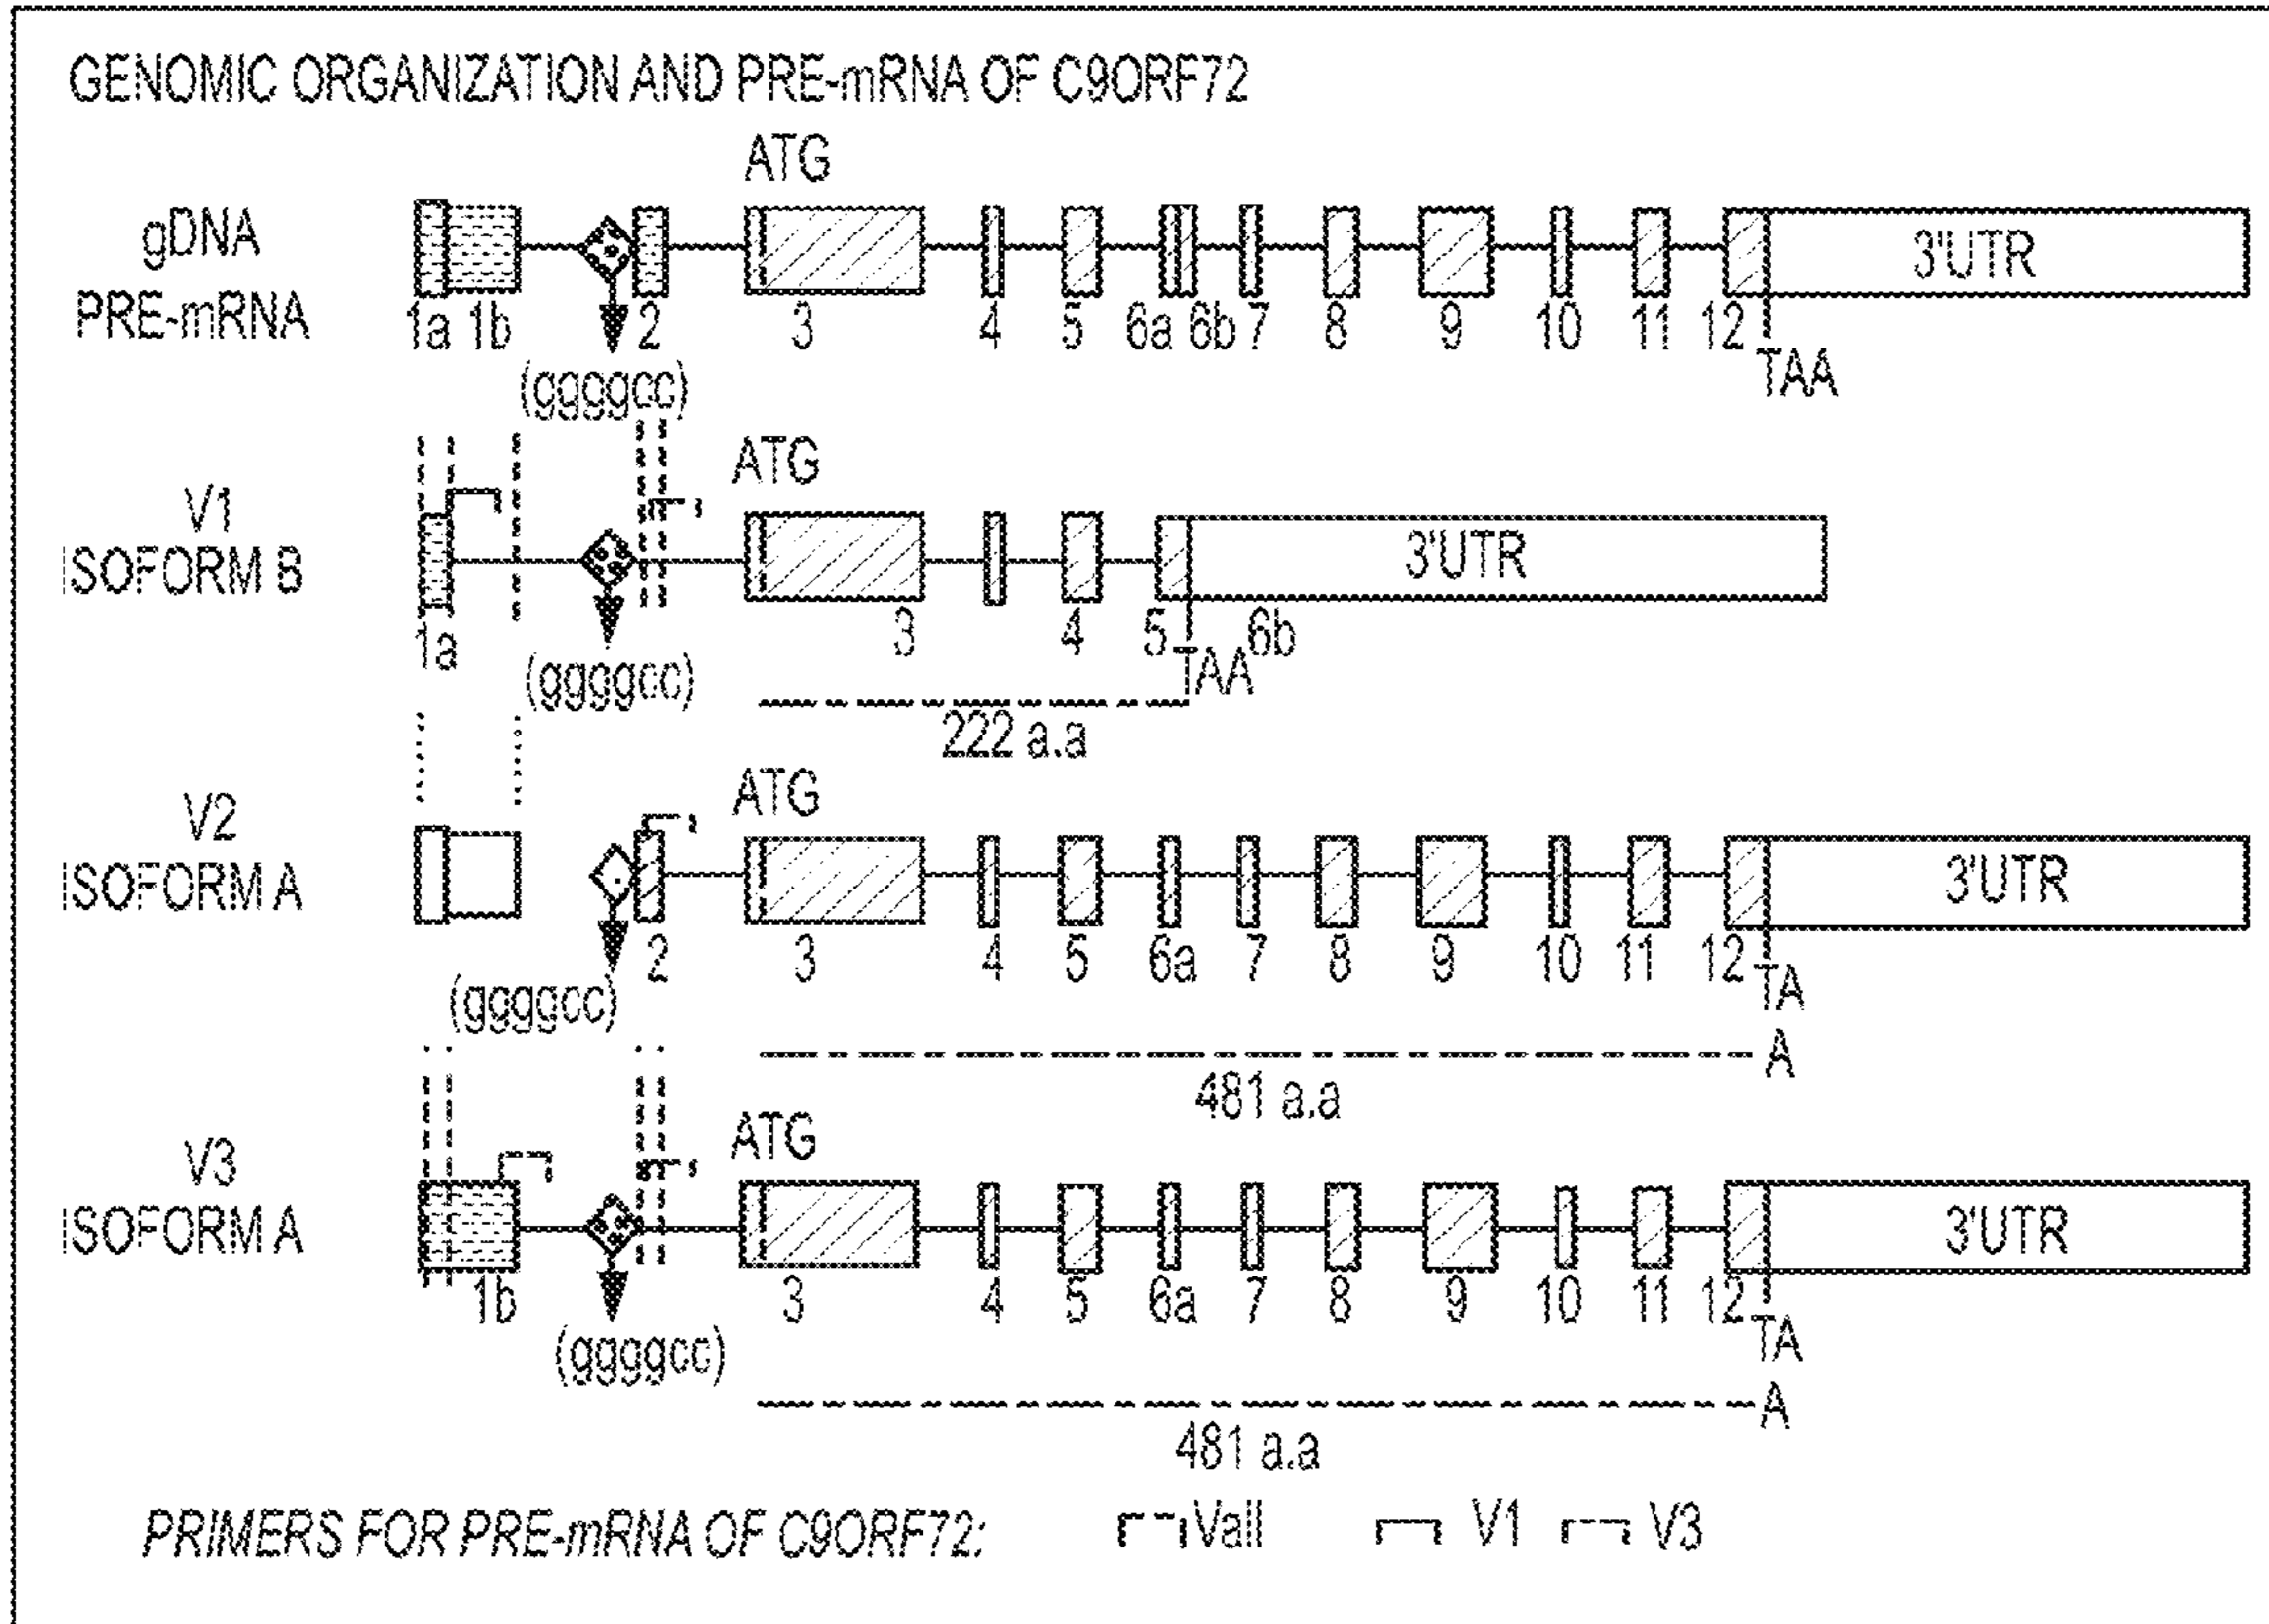 GENOMIC ORGANIZATION AND PRE-mRNA OF C9ORF72
ATG
gDNA
PRE-mRNA
3'UTR
1a 1b 2 3 4 5 6a 6b 7 8 9 10 11 12
TAA
(ggggcc)
V1
ISOFORM B
ATG
3'UTR
1a 3 4 5 6b
TAA
(ggggcc)
222 a.a
V2
ISOFORM A
ATG
3'UTR
2 3 4 5 6a 7 8 9 10 11 12
TA
A
(ggggcc)
481 a.a
V3
ISOFORM A
ATG
3'UTR
1b 3 4 5 6a 7 8 9 10 11 12
TA
A
(ggggcc)
481 a.a
PRIMERS FOR PRE-mRNA OF C9ORF72: Vall V1 V3